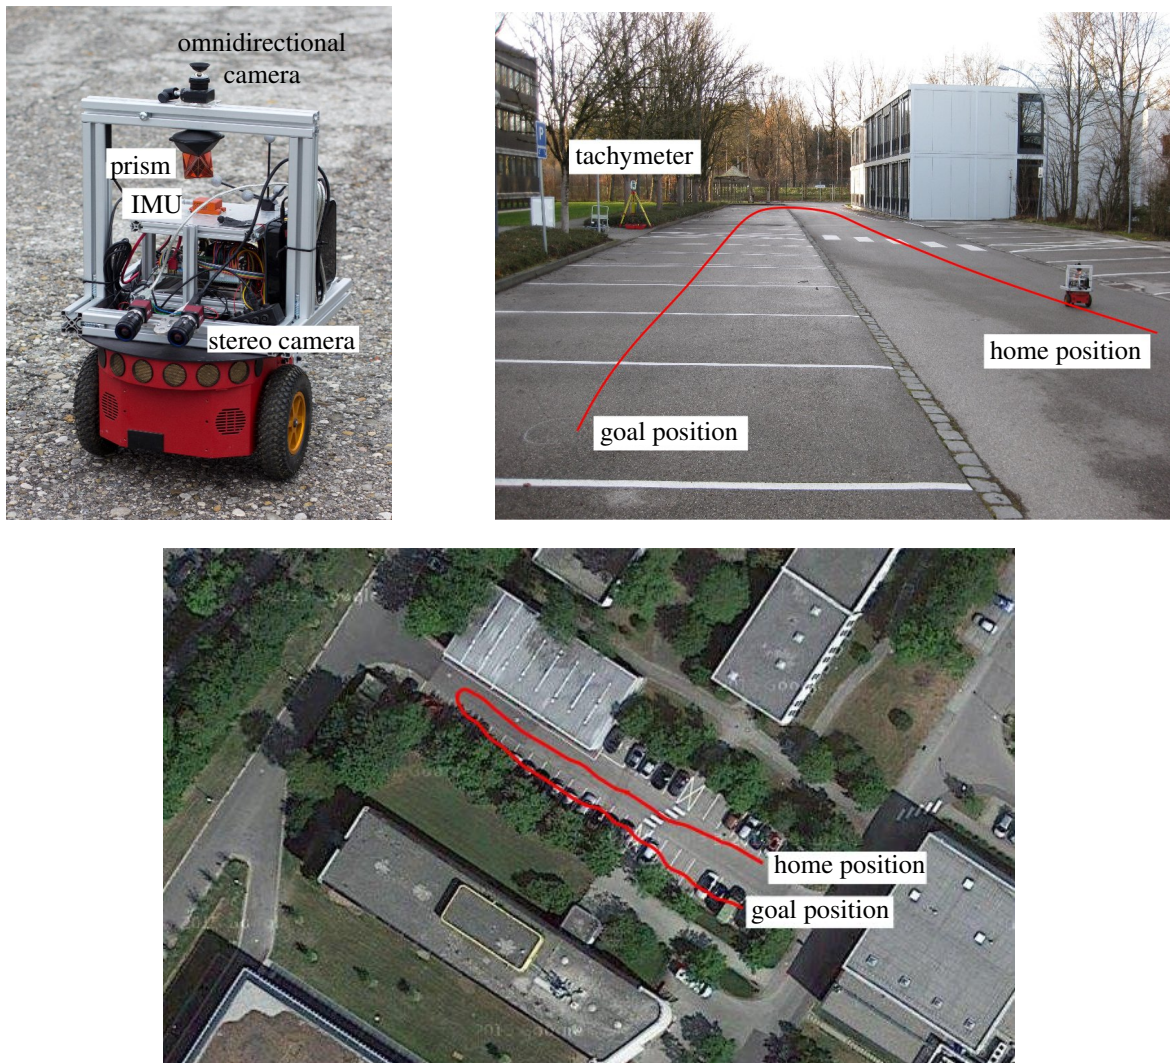 omnidirectional
camera
prism
IMU
stereo camera
P
tachymeter
home position
goal position
home position
goal position